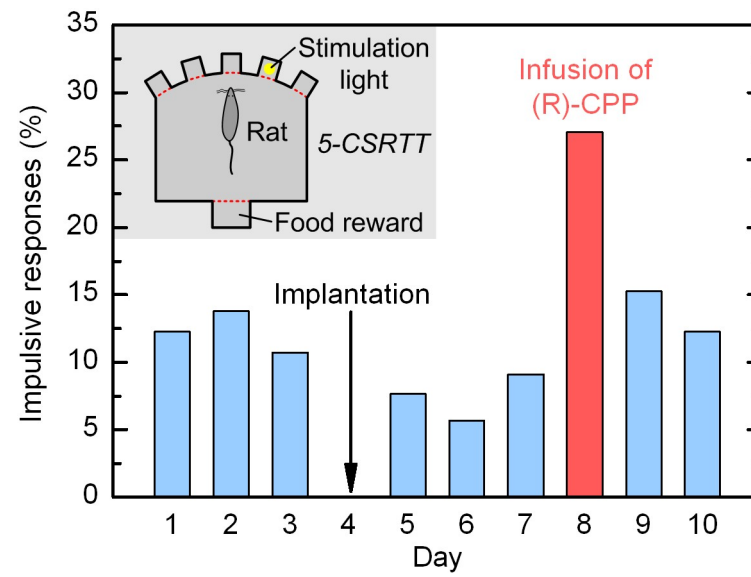 35
30
25
20
15
10
5
0
Impulsive responses (%)
Stimulation
light
Rat
5-CSRTT
Food reward
Infusion of
(R)-CPP
Implantation
1 2 3 4 5 6 7 8 9 10
Day